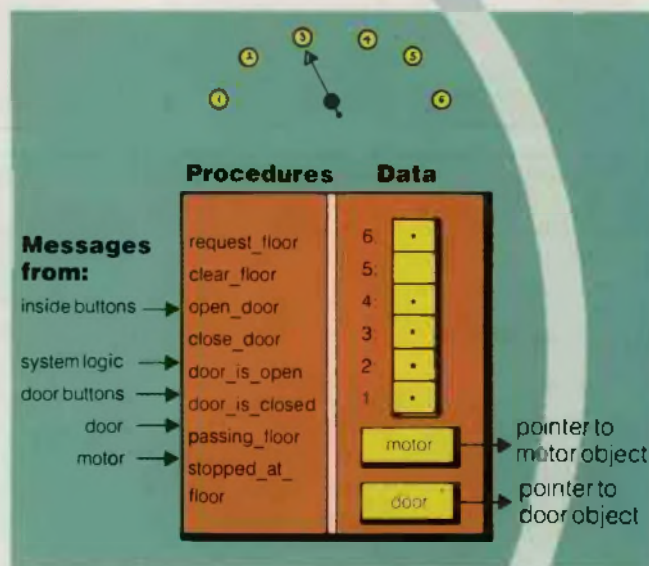 1
2
3
4
5
6
Procedures
Data
Messages
from:
inside buttons
system logic
door buttons
door
motor
request_floor
clear_floor
open_door
close_door
door_is_open
door_is_closed
passing_floor
stopped_at_
floor
6:
5:
4:
3:
2:
1:
motor
door
pointer to
motor object
pointer to
door object